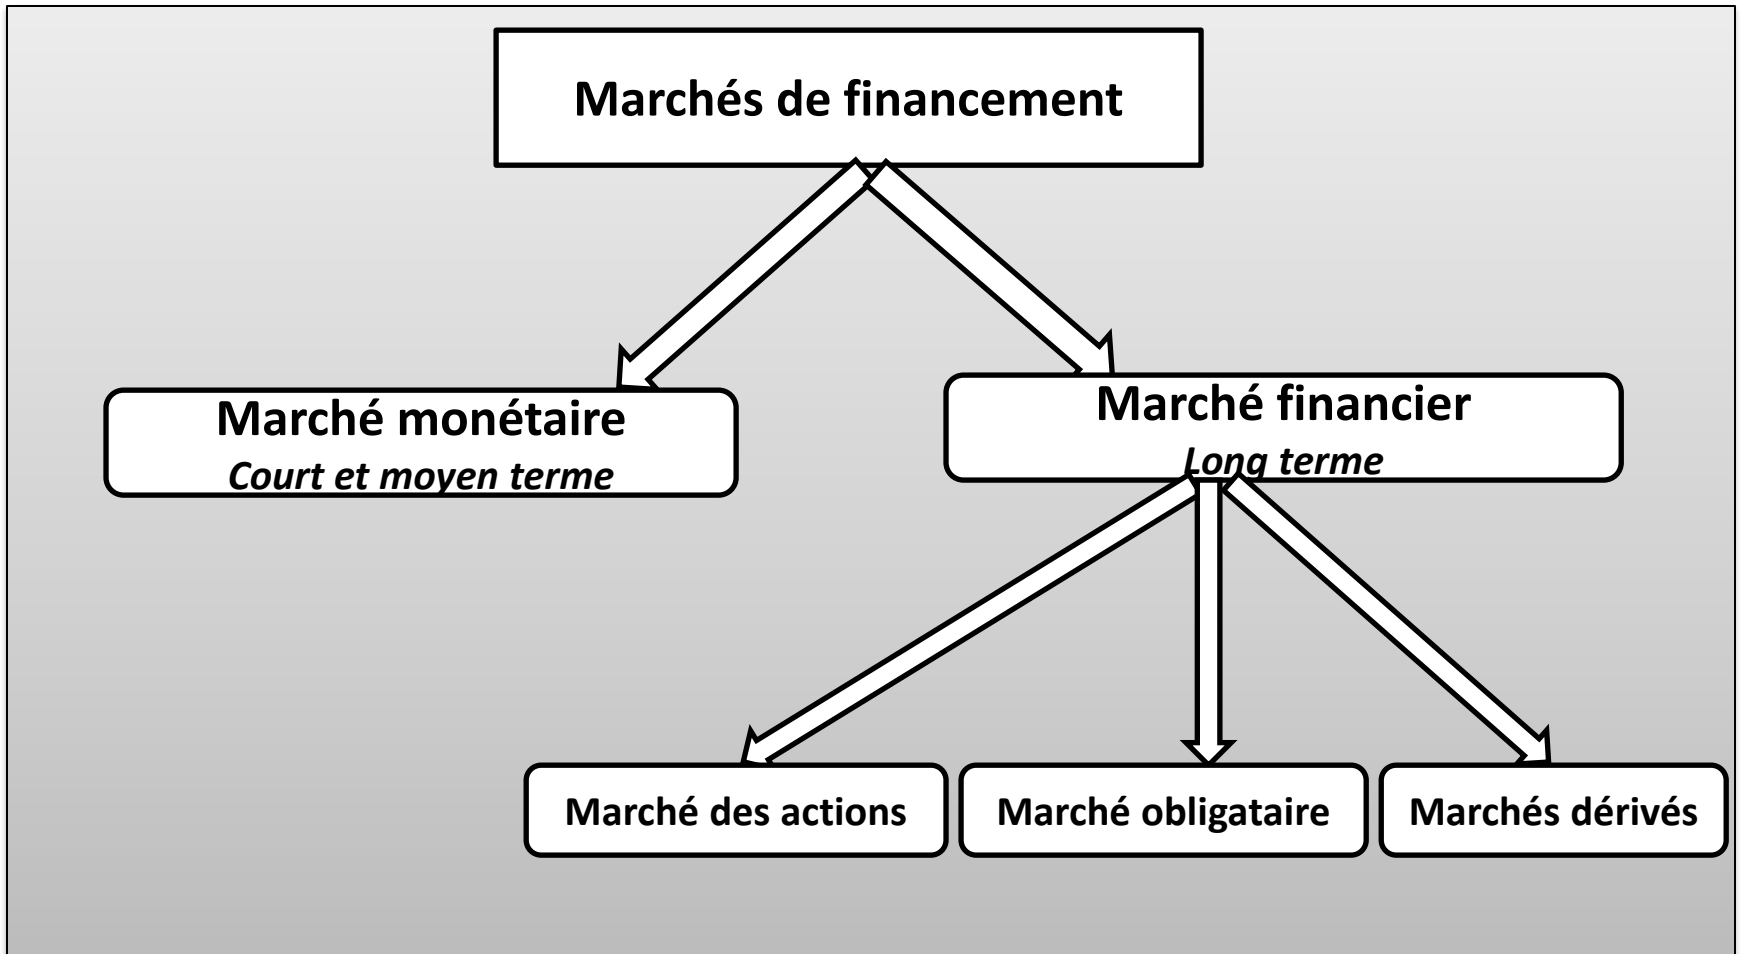 Marchés de financement
Marché monétaire
Court et moyen terme
Marché financier
Long terme
Marché des actions
Marché obligataire
Marchés dérivés